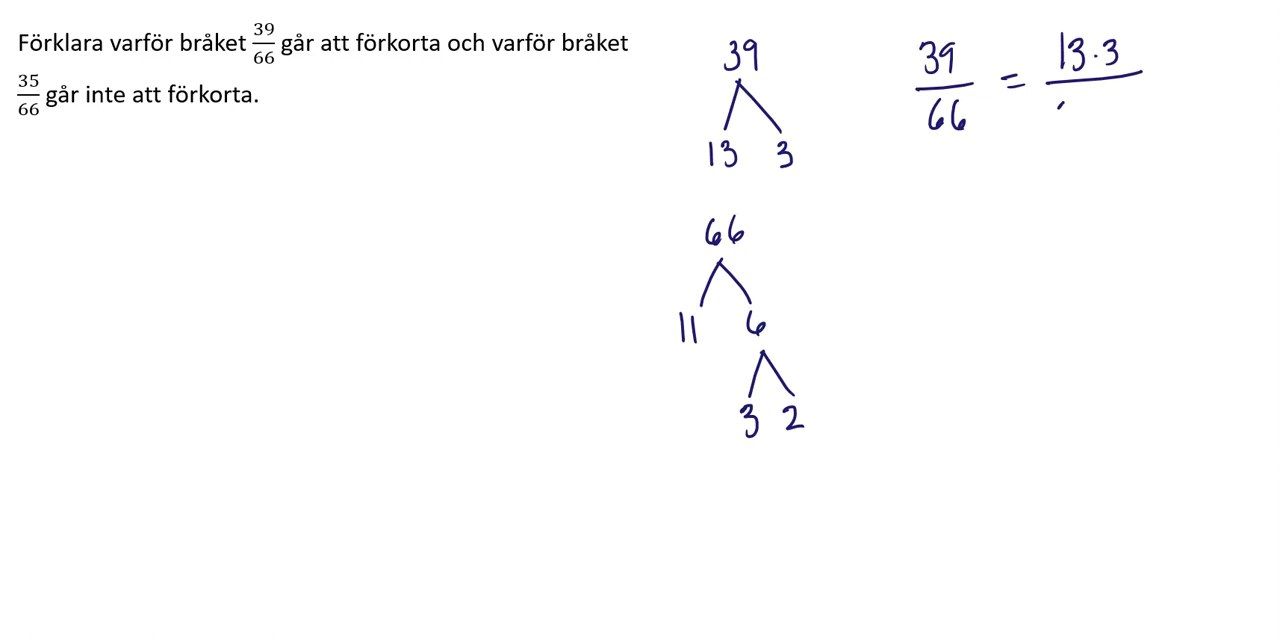 Förklara varför bråket 39/66 går att förkorta och varför bråket
35/66 går inte att förkorta.
39
13 3
66
11 6
3 2
39/66 = 13·3